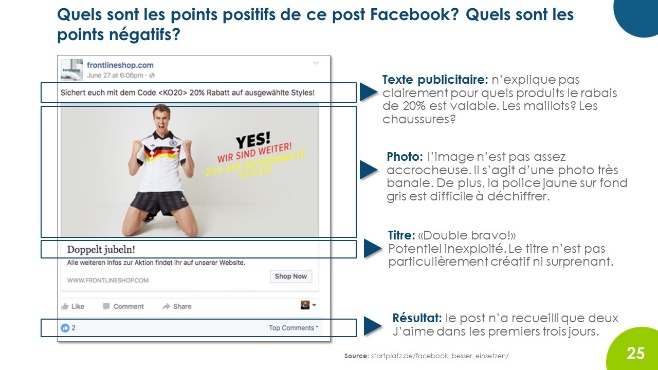 Quels sont les points positifs de ce post Facebook? Quels sont les
points négatifs?
frontlineshop.com
June 27 at 6:06pm
Sichert euch mit dem Code <KO20> 20% Rabatt auf ausgewählte Styles!
YES!
WIR SIND WEITER!
-20% AUF AUSGEWÄHLTE
STYLES!
Doppelt jubeln!
Alle weiteren Infos zur Aktion findet ihr auf unserer Website.
WWW.FRONTLINESHOP.COM
Shop Now
Like Comment Share
2 Top Comments
Texte publicitaire: n’explique pas
clairement pour quels produits le rabais
de 20% est valable. Les maillots? Les
chaussures?
Photo: l’image n’est pas assez
accrocheuse. Il s’agit d’une photo très
banale. De plus, la police jaune sur fond
gris est difficile à déchiffrer.
Titre: «Double bravo!»
Potentiel inexploité. Le titre n’est pas
particulièrement créatif ni surprenant.
Résultat: le post n’a recueilli que deux
J’aime dans les premiers trois jours.
Source: startplatz.de/facebook_besser_einsetzen/
25